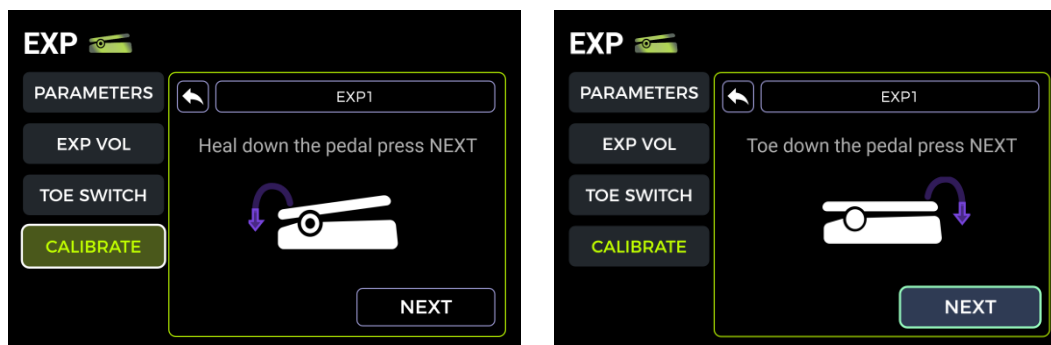 EXP
PARAMETERS
EXP VOL
TOE SWITCH
CALIBRATE
EXP1
Heal down the pedal press NEXT
NEXT
EXP
PARAMETERS
EXP VOL
TOE SWITCH
CALIBRATE
EXP1
Toe down the pedal press NEXT
NEXT